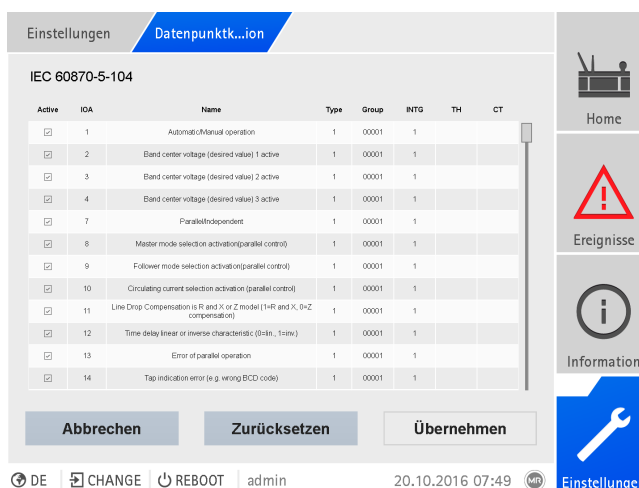 Einstellungen
Datenpunktk...ion
IEC 60870-5-104
Active IOA Name Type Group INTG TH CT
1 Automatic/Manual operation 1 00001 1
2 Band center voltage (desired value) 1 active 1 00001 1
3 Band center voltage (desired value) 2 active 1 00001 1
4 Band center voltage (desired value) 3 active 1 00001 1
7 Parallel/Independent 1 00001 1
8 Master mode selection activation(parallel control) 1 00001 1
9 Follower mode selection activation(parallel control) 1 00001 1
10 Circulating current selection activation (parallel control) 1 00001 1
11 Line Drop Compensation is R and X or Z model (1=R and X, 0=Z compensation) 1 00001 1
12 Time delay linear or inverse characteristic (0=lin., 1=inv.) 1 00001 1
13 Error of parallel operation 1 00001 1
14 Tap indication error (e.g. wrong BCD code) 1 00001 1
Abbrechen
Zurücksetzen
Übernehmen
DE CHANGE REBOOT admin 20.10.2016 07:49 MR
Home
Ereignisse
Information
Einstellunge